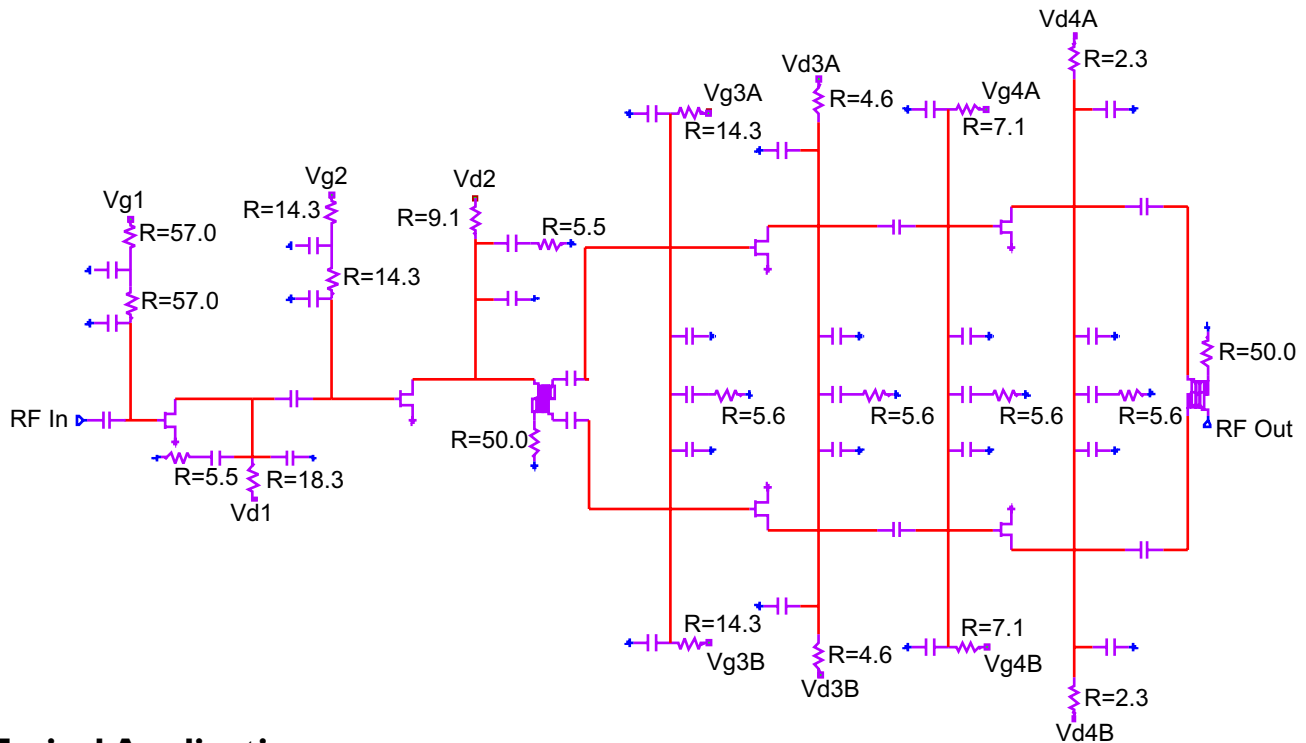 Vd4A
R=2.3
Vd3A
R=4.6
Vg3A
R=14.3
Vg4A
R=7.1
Vg1
R=57.0
R=57.0
Vg2
R=14.3
R=14.3
Vd2
R=9.1
R=5.5
RF In
R=5.5
R=18.3
Vd1
R=50.0
R=5.6
R=5.6
R=5.6
R=5.6
R=50.0
RF Out
R=14.3
Vg3B
R=4.6
Vd3B
R=7.1
Vg4B
R=2.3
Vd4B